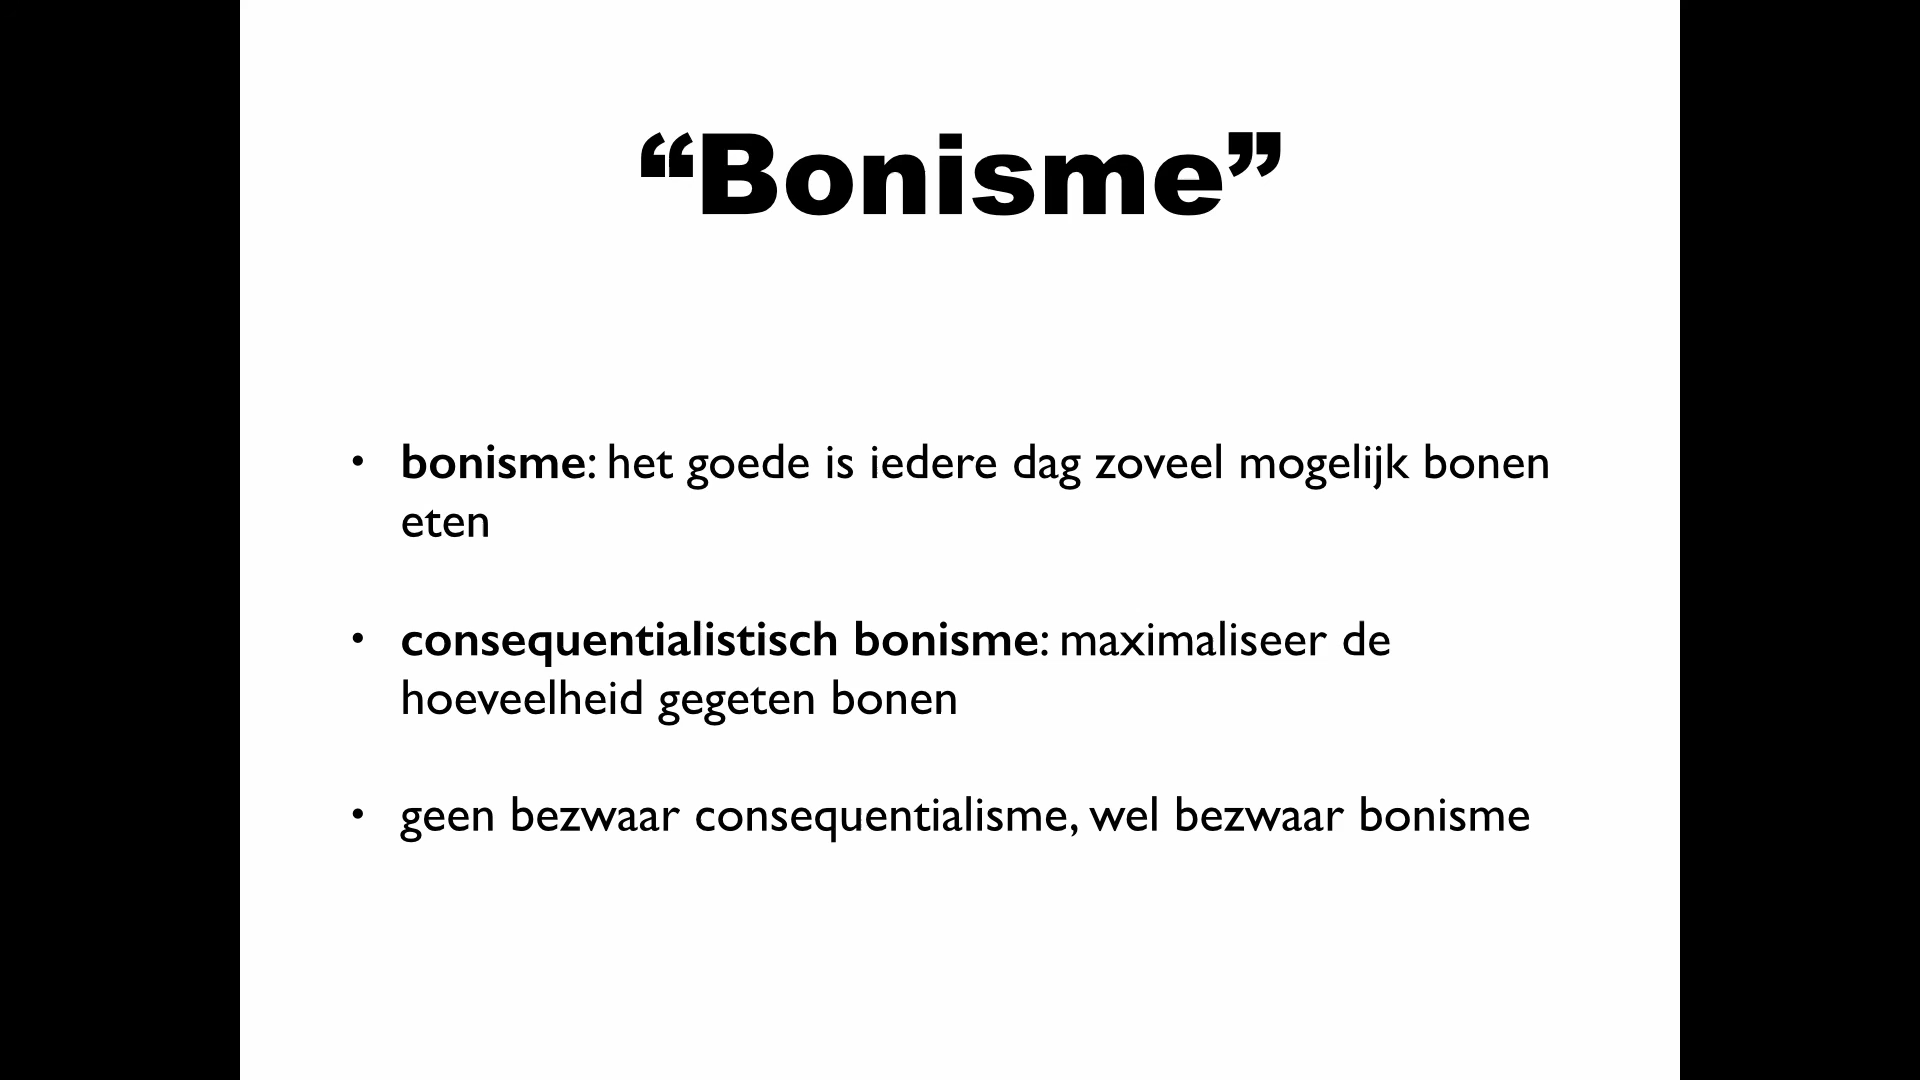 “Bonisme”
• bonisme: het goede is iedere dag zoveel mogelijk bonen
eten
• consequentialistisch bonisme: maximaliseer de
hoeveelheid gegeten bonen
• geen bezwaar consequentialisme, wel bezwaar bonisme